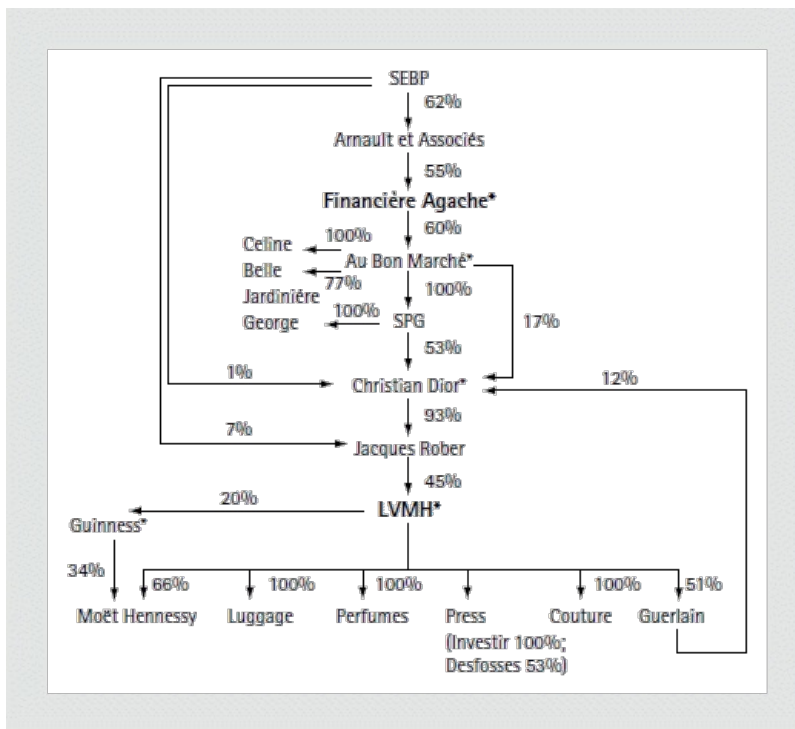 SEBP
62%
Arnault et Associés
55%
Financière Agache*
60%
Celine
100%
Au Bon Marché*
Belle
77%
Jardinière
100%
George
100%
SPG
17%
53%
1%
Christian Dior*
12%
93%
7%
Jacques Rober
45%
20%
LVMH*
Guinness*
34%
66%
100%
100%
100%
51%
Moët Hennessy
Luggage
Perfumes
Press
Couture
Guerlain
(Investir 100%;
Desfosses 53%)